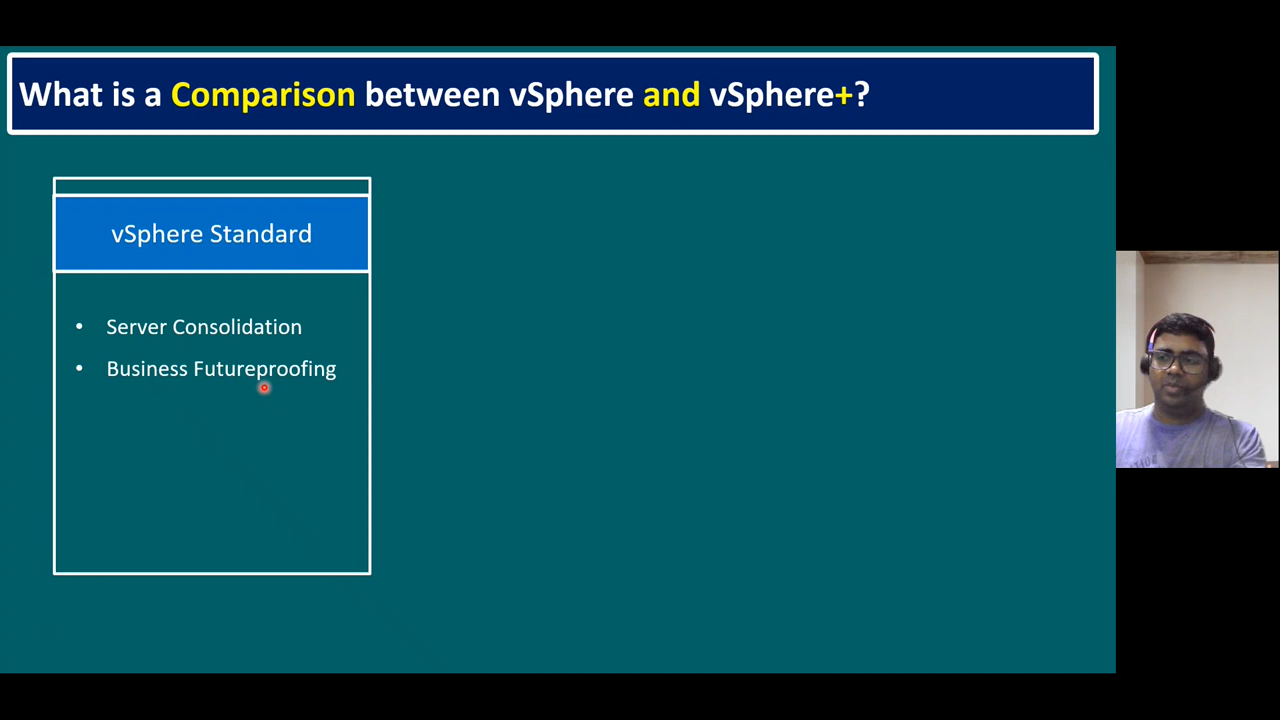 What is a Comparison between vSphere and vSphere+?
vSphere Standard
• Server Consolidation
• Business Futureproofing